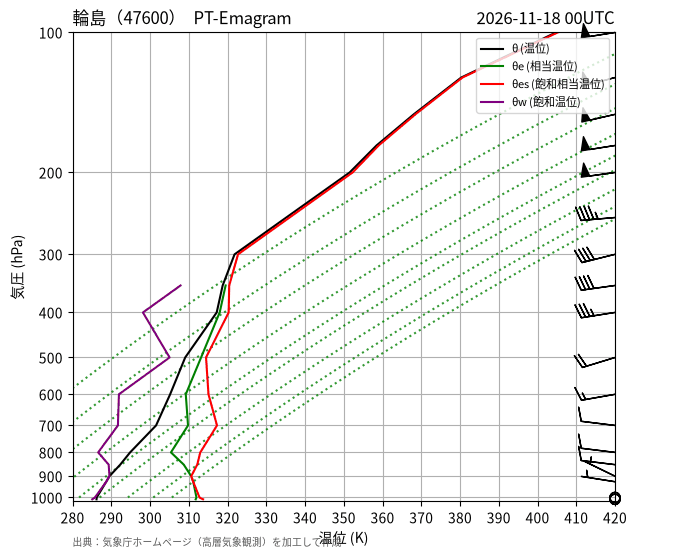 輪島（47600） PT-Emagram
2026-11-18 00UTC
θ (温位)
θe (相当温位)
θes (飽和相当温位)
θw (飽和温位)
気圧 (hPa)
100
200
300
400
500
600
700
800
900
1000
280 290 300 310 320 330 340 350 360 370 380 390 400 410 420
温位 (K)
出典：気象庁ホームページ（高層気象観測）を加工して作成